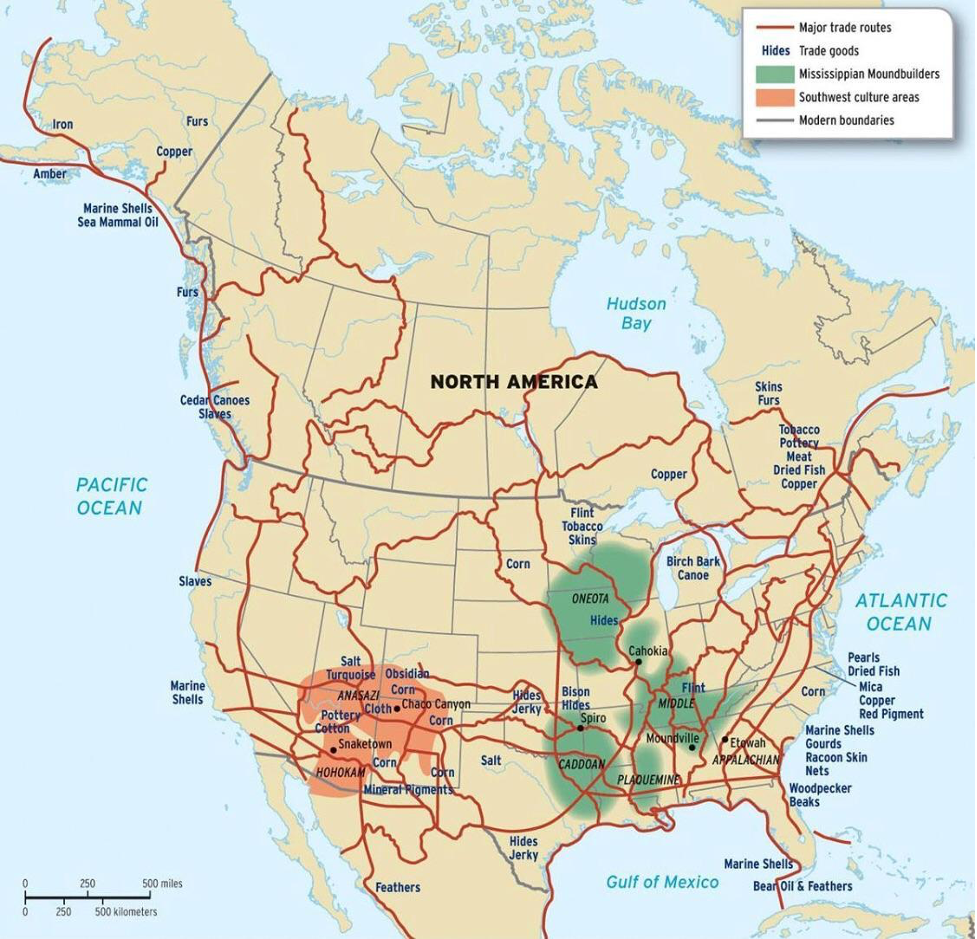 Major trade routes
Hides Trade goods
Mississippian Moundbuilders
Southwest culture areas
Modern boundaries
Iron
Furs
Copper
Amber
Marine Shells
Sea Mammal Oil
Furs
Hudson
Bay
NORTH AMERICA
Cedar Canoes
Slaves
Skins
Furs
Tobacco
Pottery
Meat
Dried Fish
Copper
Copper
PACIFIC
OCEAN
Flint
Tobacco
Skins
Corn
Birch Bark
Canoe
Slaves
ONEOTA
Hides
ATLANTIC
OCEAN
Cahokia
Salt
Turquoise
Obsidian
Marine
Shells
ANASAZI
Corn
Cloth
Chaco Canyon
Pottery
Cotton
Corn
Hides
Jerky
Bison
Hides
Spiro
Flint
MIDDLE
Corn
Pearls
Dried Fish
Mica
Copper
Red Pigment
Snaketown
HOHOKAM
Corn
Corn
Mineral Pigments
Salt
CADDOAN
PLAQUEMINE
Moundville
Etowah
APPALACHIAN
Marine Shells
Gourds
Racoon Skin
Nets
Woodpecker
Beaks
Hides
Jerky
Feathers
Gulf of Mexico
Marine Shells
Bear Oil & Feathers
0 250 500 miles
0 250 500 kilometers